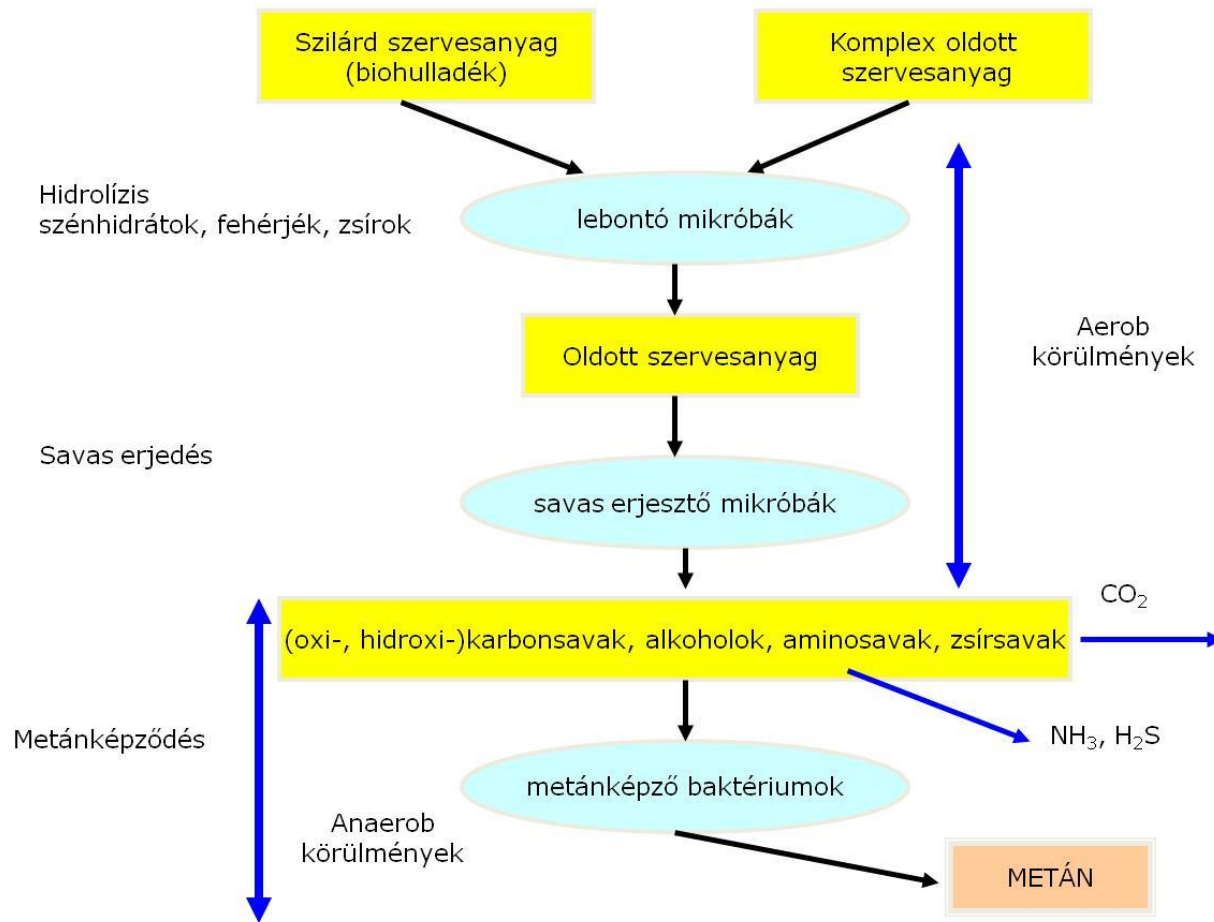 Szilárd szervesanyag
(biohulladék)
Komplex oldott
szervesanyag
Hidrolízis
szénhidrátok, fehérjék, zsírok
lebontó mikróbák
Oldott szervesanyag
Aerob
körülmények
Savas erjedés
savas erjesztő mikróbák
(oxi-, hidroxi-)karbonsavak, alkoholok, aminosavak, zsírsavak
CO₂
NH₃, H₂S
Metánképződés
metánképző baktériumok
Anaerob
körülmények
METÁN